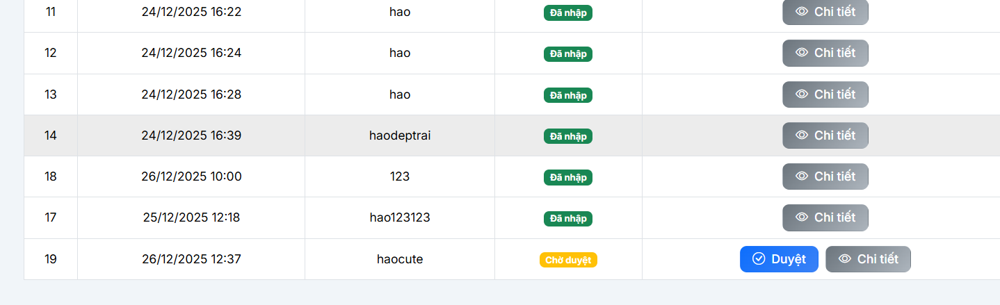 11 24/12/2025 16:22 hao Đã nhập Chi tiết
12 24/12/2025 16:24 hao Đã nhập Chi tiết
13 24/12/2025 16:28 hao Đã nhập Chi tiết
14 24/12/2025 16:39 haodeptrai Đã nhập Chi tiết
18 26/12/2025 10:00 123 Đã nhập Chi tiết
17 25/12/2025 12:18 hao123123 Đã nhập Chi tiết
19 26/12/2025 12:37 haocute Chờ duyệt Duyệt Chi tiết